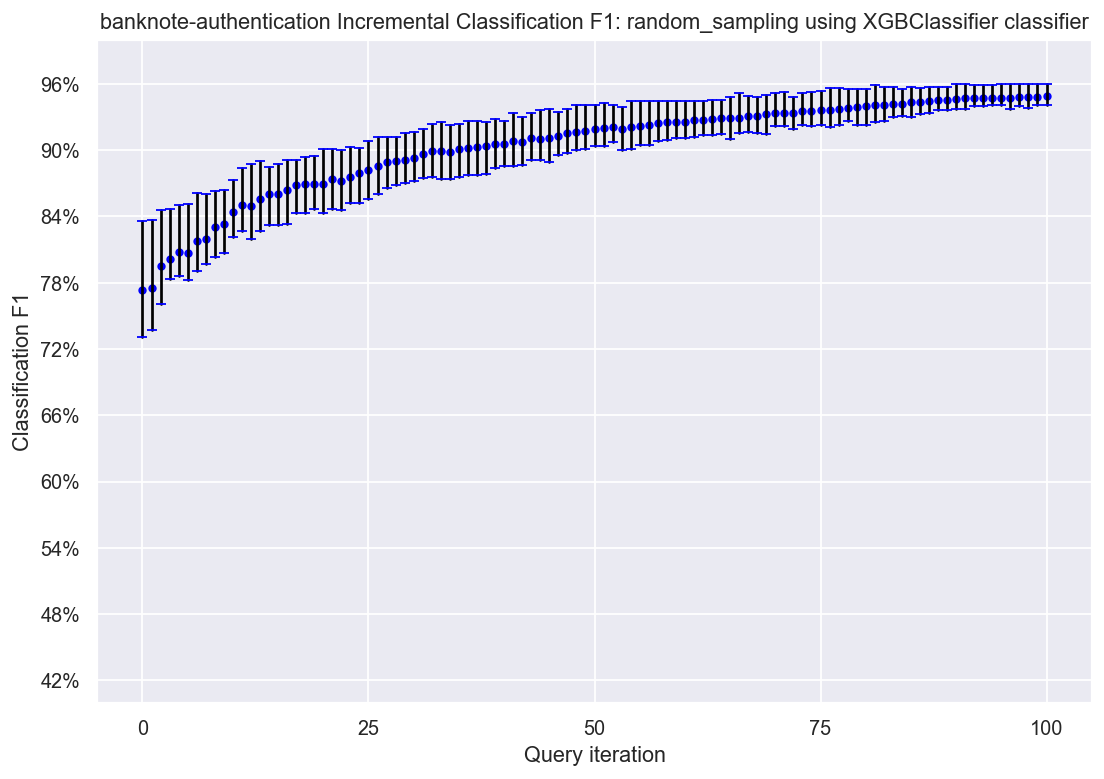 banknote-authentication Incremental Classification F1: random_sampling using XGBClassifier classifier
96%
90%
84%
78%
72%
66%
60%
54%
48%
42%
Classification F1
0 25 50 75 100
Query iteration